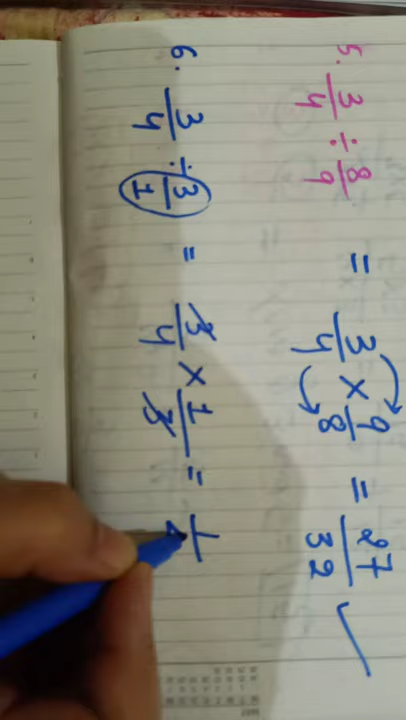 5. 3/4 ÷ 8/9 = 3/4 × 9/8 = 27/32 ✓
6. 3/4 ÷ 3/1 = 3/4 × 1/3 = 1/4